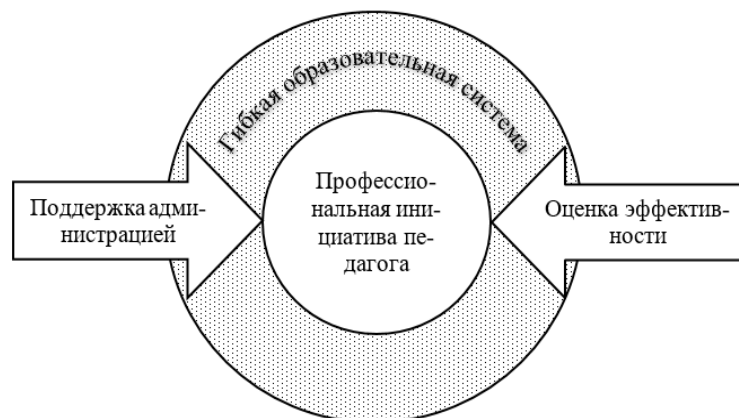 Гибкая образовательная система
Профессио-
нальная ини-
циатива пе-
дагога
Поддержка адми-
нистрацией
Оценка эффектив-
ности